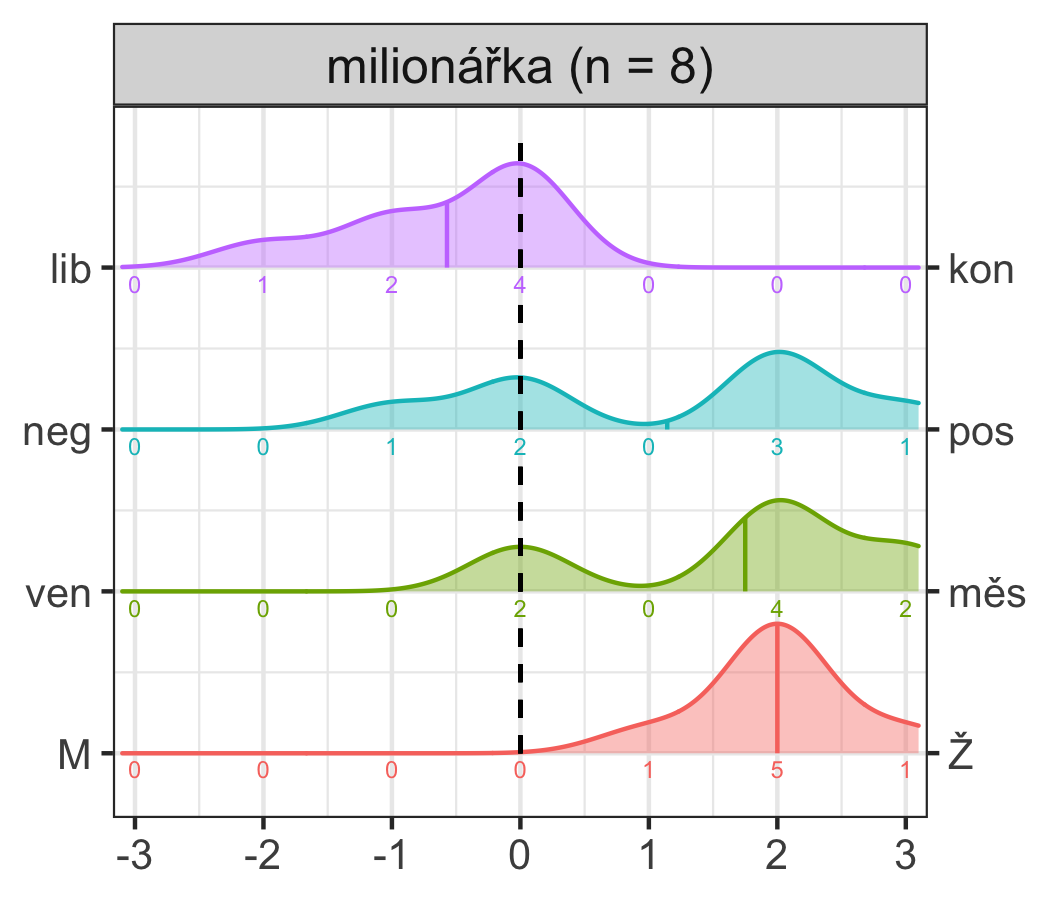 milionářka (n = 8)
lib kon
0 1 2 4 0 0 0
neg pos
0 0 1 2 0 3 1
ven měs
0 0 0 2 0 4 2
M Ž
0 0 0 0 1 5 1
-3 -2 -1 0 1 2 3